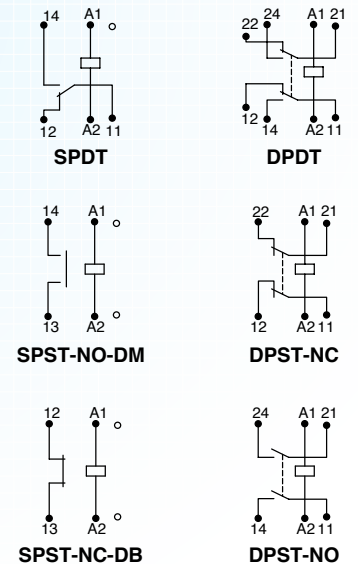 14 A1
12 A2 11
SPDT
22 24 A1 21
12 14 A2 11
DPDT
14 A1
13 A2
SPST-NO-DM
22 A1 21
12 A2 11
DPST-NC
12 A1
13 A2
SPST-NC-DB
24 A1 21
14 A2 11
DPST-NO